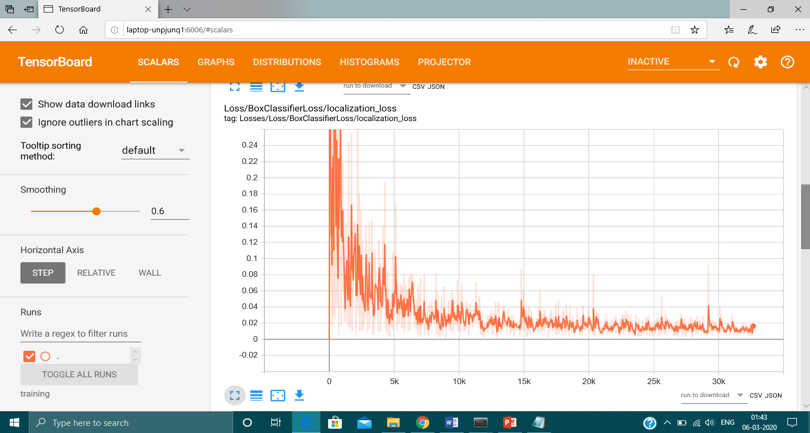 TensorBoard
laptop-unpjunq1:6006/#scalars
TensorBoard
SCALARS
GRAPHS
DISTRIBUTIONS
HISTOGRAMS
PROJECTOR
INACTIVE
Show data download links
Ignore outliers in chart scaling
Tooltip sorting
method:
default
Smoothing
0.6
Horizontal Axis
STEP
RELATIVE
WALL
Runs
Write a regex to filter runs
.
TOGGLE ALL RUNS
training
run to download
CSV JSON
Loss/BoxClassifierLoss/localization_loss
tag: Losses/Loss/BoxClassifierLoss/localization_loss
0.24
0.22
0.2
0.18
0.16
0.14
0.12
0.1
0.08
0.06
0.04
0.02
0
-0.02
0 5k 10k 15k 20k 25k 30k
run to download
CSV JSON
Type here to search
ENG
01:43
06-03-2020